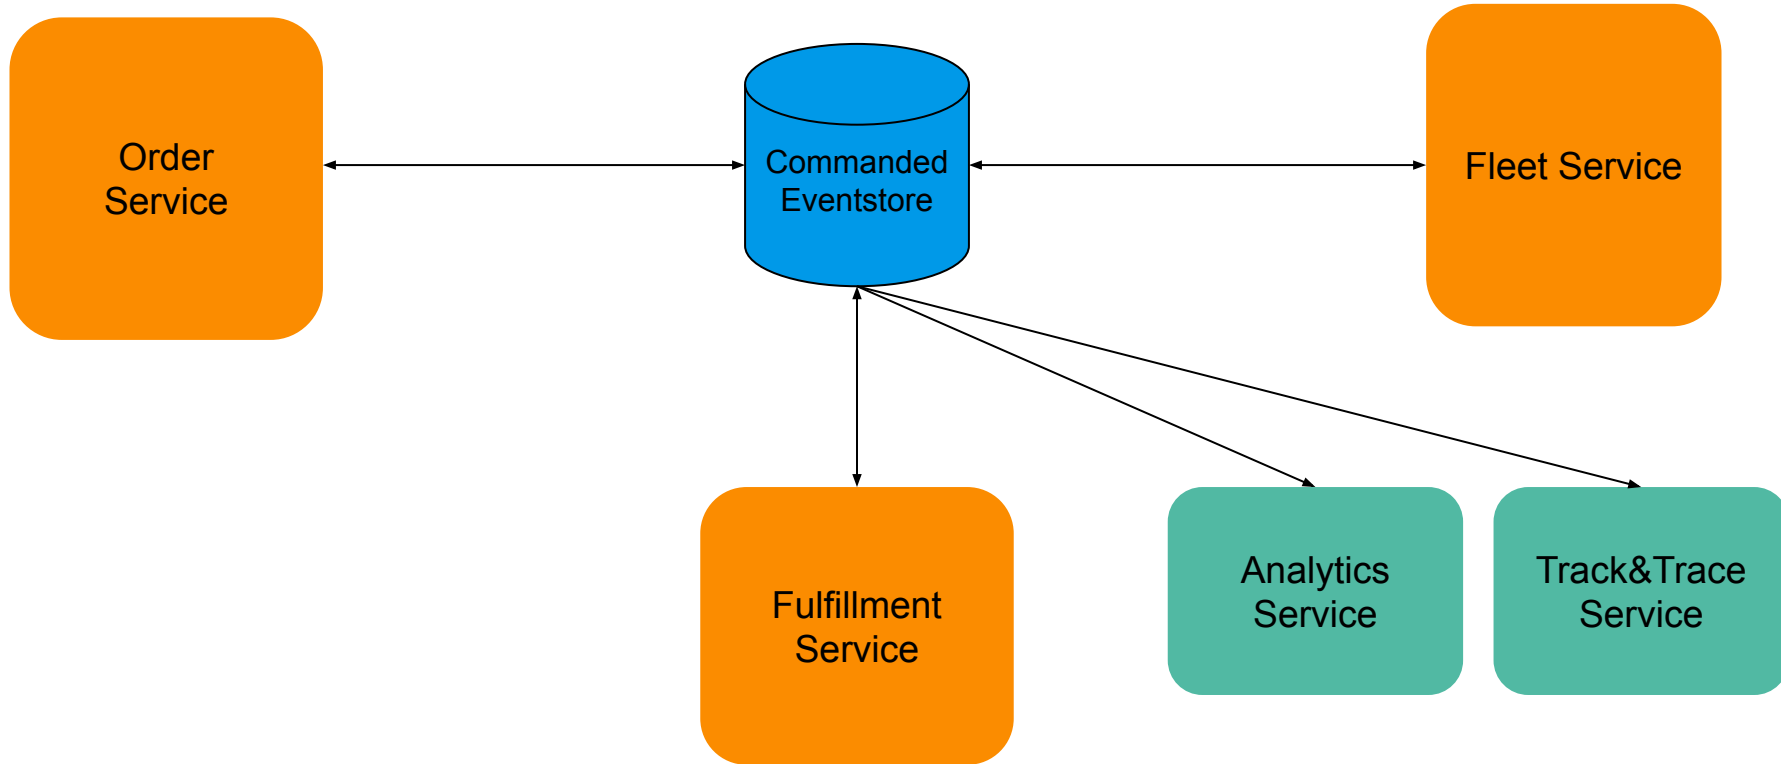 Order
Service
Commanded
Eventstore
Fleet Service
Fulfillment
Service
Analytics
Service
Track&Trace
Service